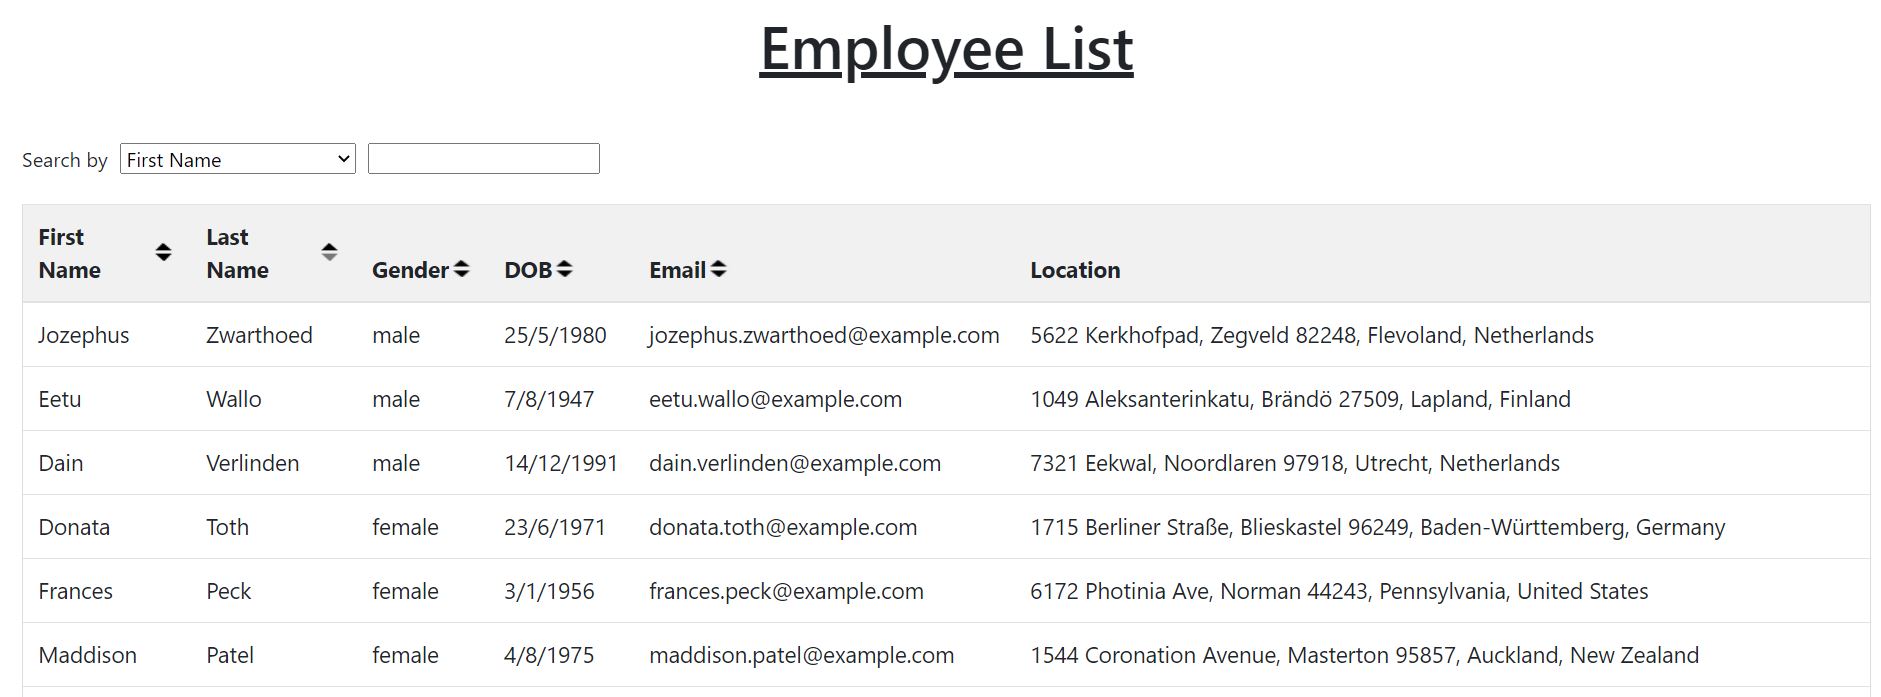 Employee List
Search by First Name
First Name Last Name Gender DOB Email Location
Jozephus Zwarthoed male 25/5/1980 jozephus.zwarthoed@example.com 5622 Kerkhofpad, Zegveld 82248, Flevoland, Netherlands
Eetu Wallo male 7/8/1947 eetu.wallo@example.com 1049 Aleksanterinkatu, Brändö 27509, Lapland, Finland
Dain Verlinden male 14/12/1991 dain.verlinden@example.com 7321 Eekwal, Noordlaren 97918, Utrecht, Netherlands
Donata Toth female 23/6/1971 donata.toth@example.com 1715 Berliner Straße, Blieskastel 96249, Baden-Württemberg, Germany
Frances Peck female 3/1/1956 frances.peck@example.com 6172 Photinia Ave, Norman 44243, Pennsylvania, United States
Maddison Patel female 4/8/1975 maddison.patel@example.com 1544 Coronation Avenue, Masterton 95857, Auckland, New Zealand